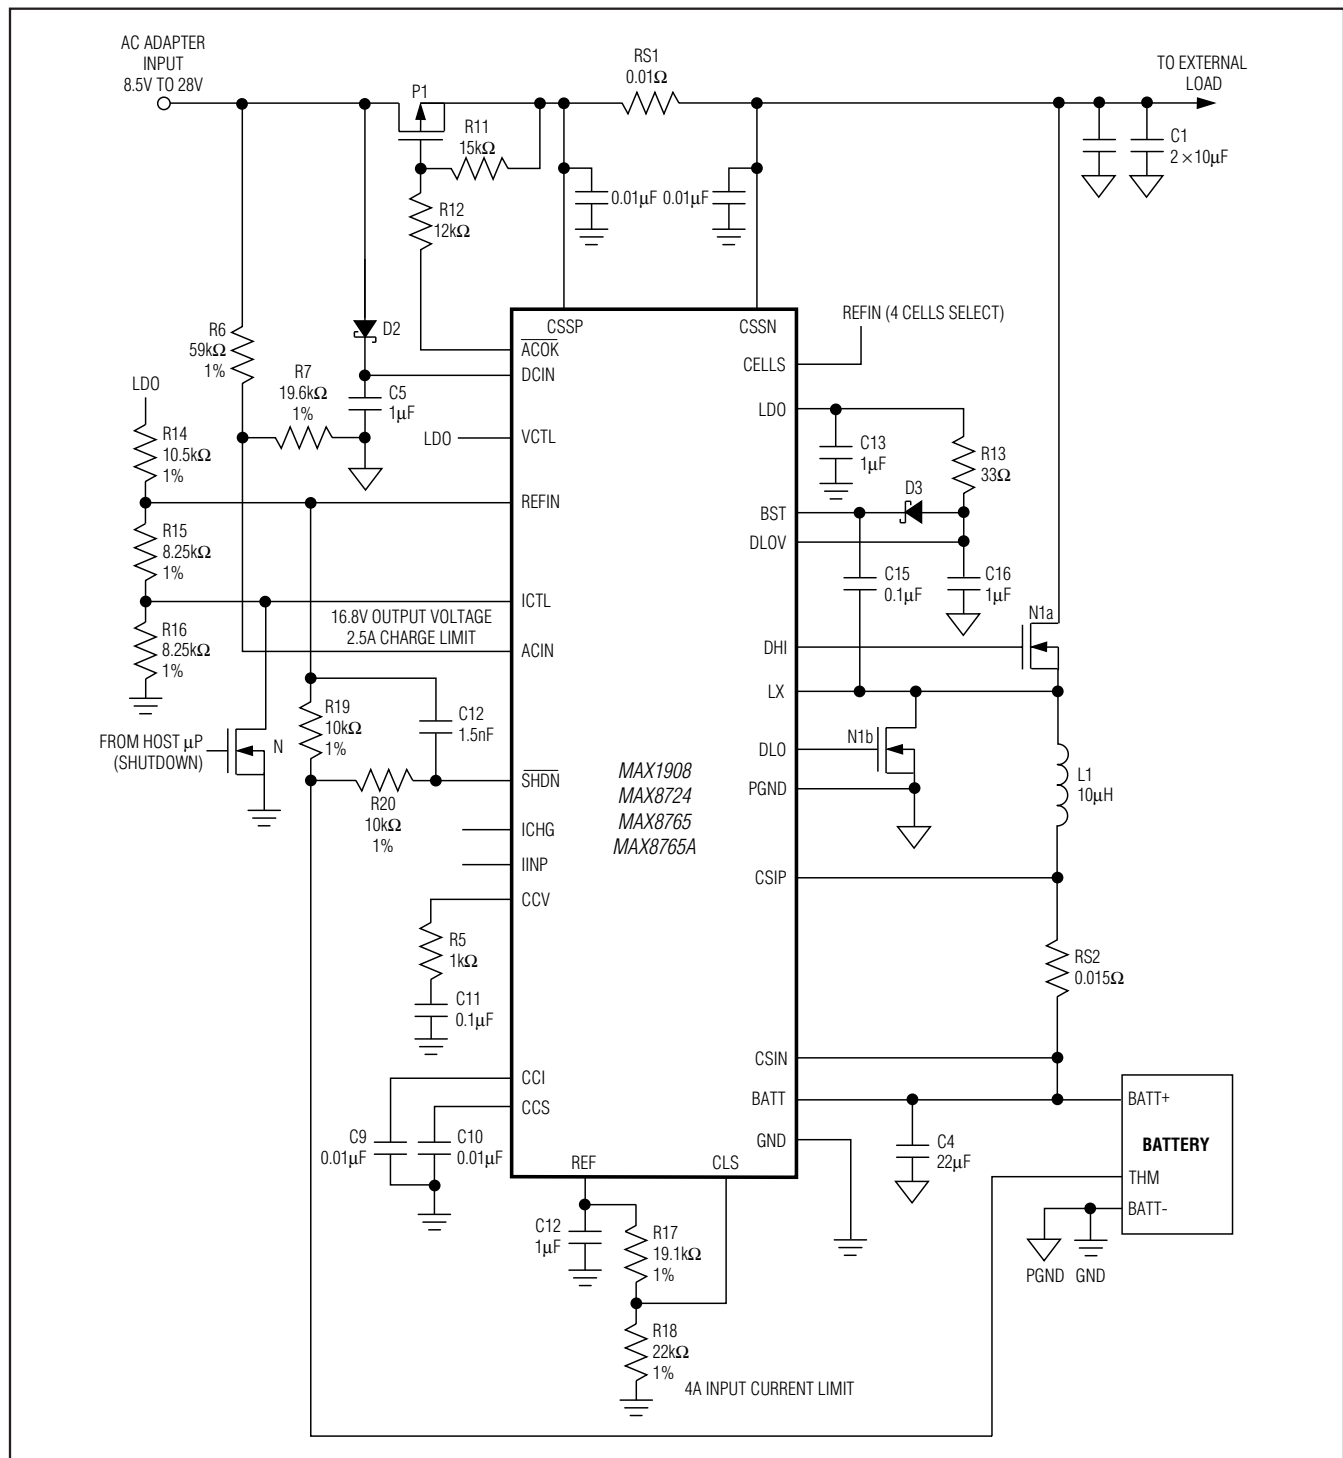 AC ADAPTER
INPUT
8.5V TO 28V
P1
RS1
0.01Ω
TO EXTERNAL
LOAD
R11
15kΩ
C1
2 ×10μF
0.01μF
0.01μF
R12
12kΩ
R6
59kΩ
1%
D2
CSSP
CSSN
REFIN (4 CELLS SELECT)
ACOK
CELLS
DCIN
R7
19.6kΩ
1%
C5
1μF
LDO
LDO
R14
10.5kΩ
1%
LDO
VCTL
C13
1μF
R13
33Ω
D3
REFIN
BST
DLOV
R15
8.25kΩ
1%
C15
0.1μF
C16
1μF
ICTL
16.8V OUTPUT VOLTAGE
2.5A CHARGE LIMIT
N1a
R16
8.25kΩ
1%
ACIN
DHI
LX
R19
10kΩ
1%
C12
1.5nF
FROM HOST μP
(SHUTDOWN)
N
DLO
N1b
SHDN
PGND
L1
10μH
MAX1908
MAX8724
MAX8765
MAX8765A
R20
10kΩ
1%
ICHG
IINP
CSIP
CCV
R5
1kΩ
RS2
0.015Ω
C11
0.1μF
CSIN
CCI
BATT
BATT+
CCS
C9
0.01μF
C10
0.01μF
GND
C4
22μF
BATTERY
REF
CLS
THM
BATT-
C12
1μF
R17
19.1kΩ
1%
PGND
GND
R18
22kΩ
1%
4A INPUT CURRENT LIMIT